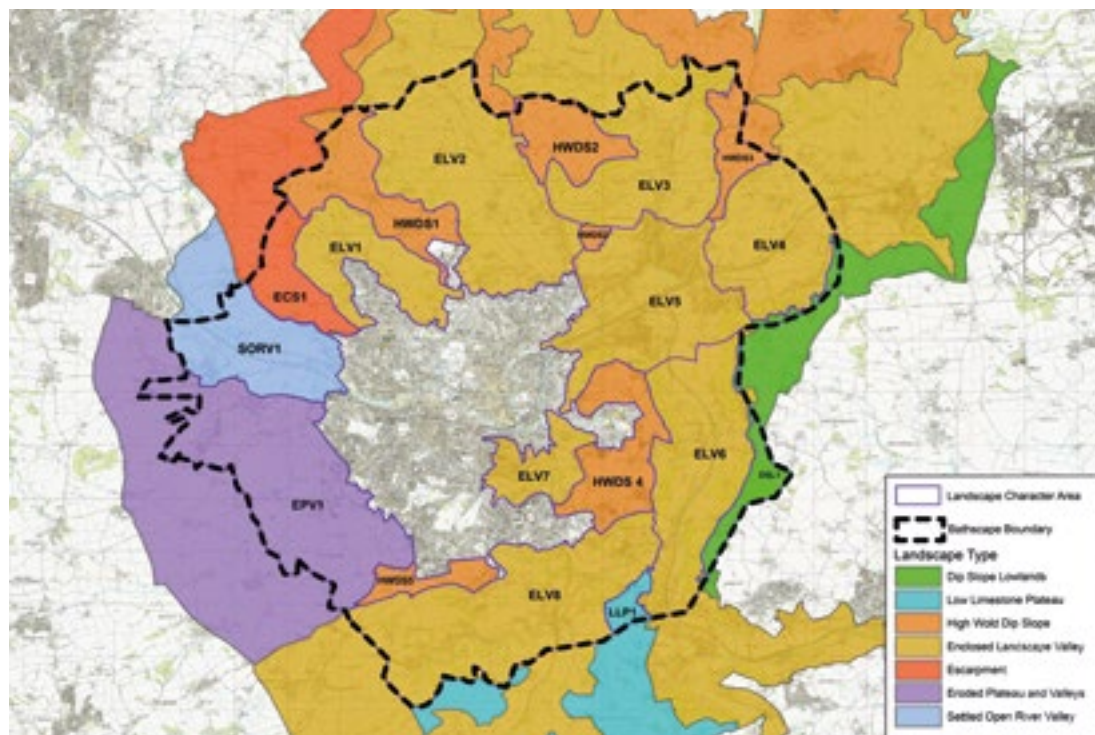 ELV2
HWDS2
HWDS3
ELV3
HWDS1
ELV1
ELV4
ECS1
ELV5
SORV1
ELV6
ELV7
HWDS 4
EPV1
HWDS5
ELV8
LLP1
Landscape Character Area
Bathscape Boundary
Landscape Type
Dip Slope Lowlands
Low Limestone Plateau
High Wold Dip Slope
Enclosed Landscape Valley
Escarpment
Eroded Plateau and Valleys
Settled Open River Valley